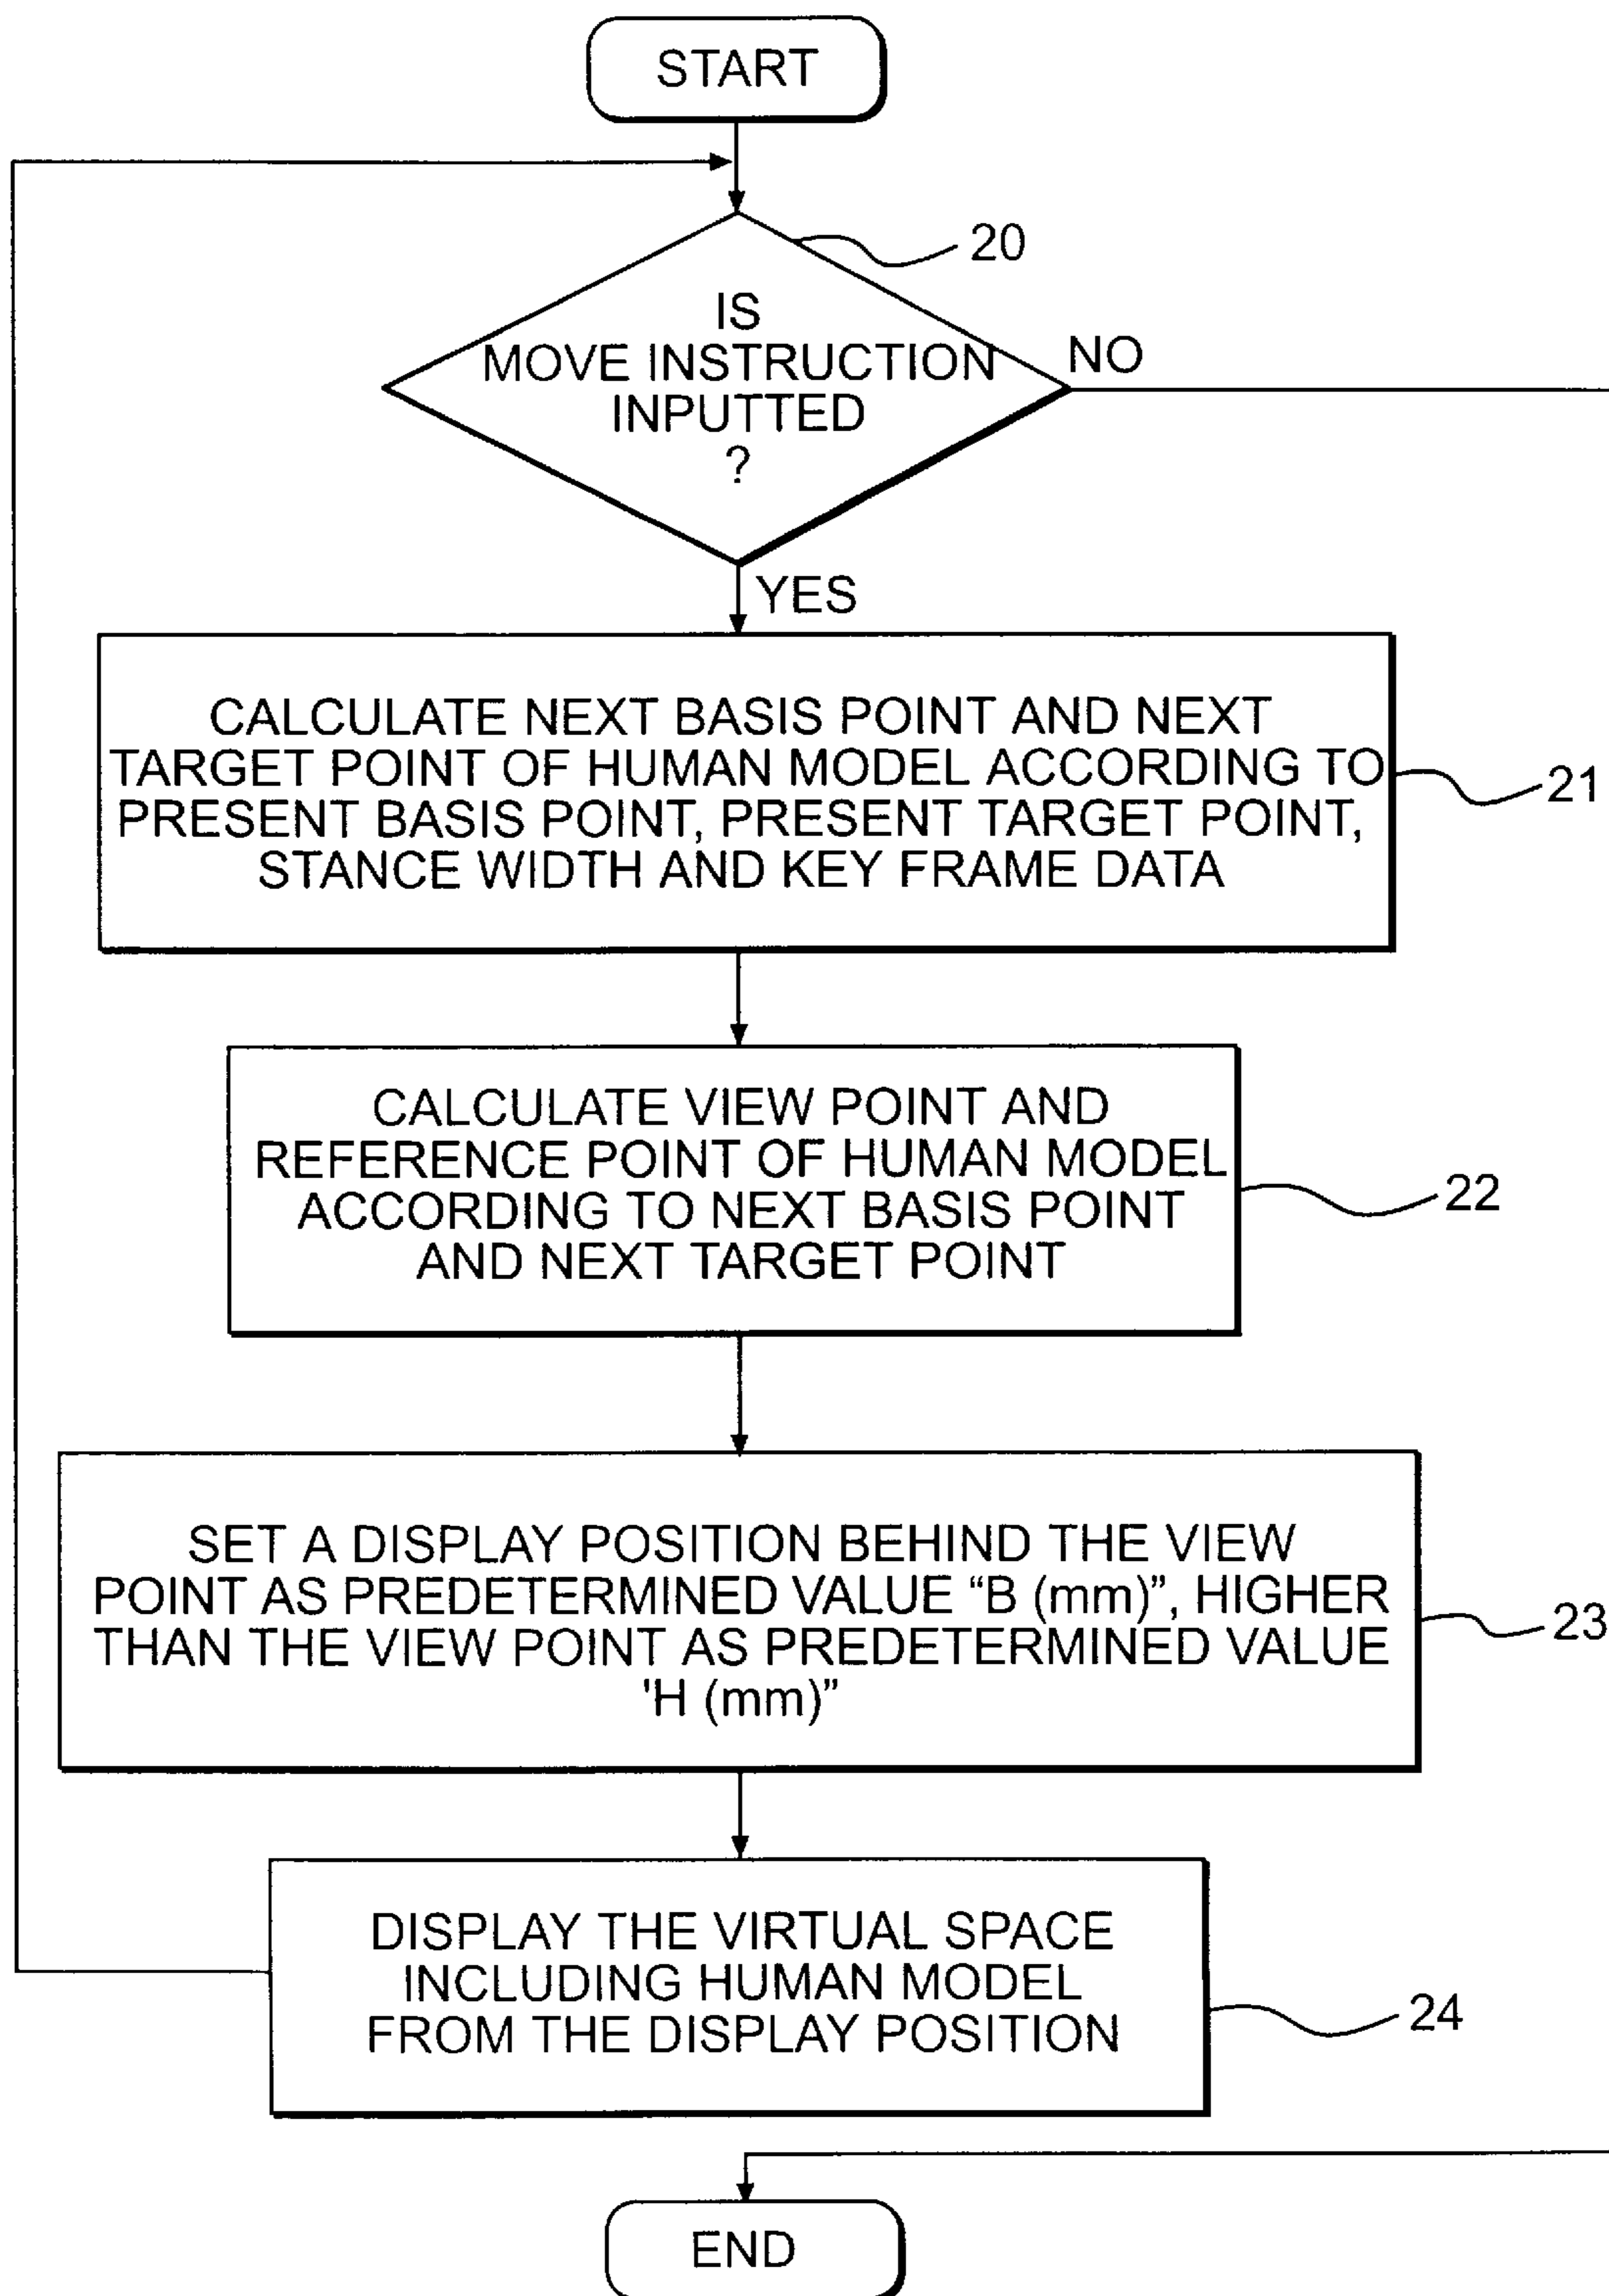 START
20
IS
MOVE INSTRUCTION
INPUTTED
?
NO
YES
CALCULATE NEXT BASIS POINT AND NEXT
TARGET POINT OF HUMAN MODEL ACCORDING TO
PRESENT BASIS POINT, PRESENT TARGET POINT,
STANCE WIDTH AND KEY FRAME DATA
21
CALCULATE VIEW POINT AND
REFERENCE POINT OF HUMAN MODEL
ACCORDING TO NEXT BASIS POINT
AND NEXT TARGET POINT
22
SET A DISPLAY POSITION BEHIND THE VIEW
POINT AS PREDETERMINED VALUE “B (mm)”, HIGHER
THAN THE VIEW POINT AS PREDETERMINED VALUE
'H (mm)”
23
DISPLAY THE VIRTUAL SPACE
INCLUDING HUMAN MODEL
FROM THE DISPLAY POSITION
24
END